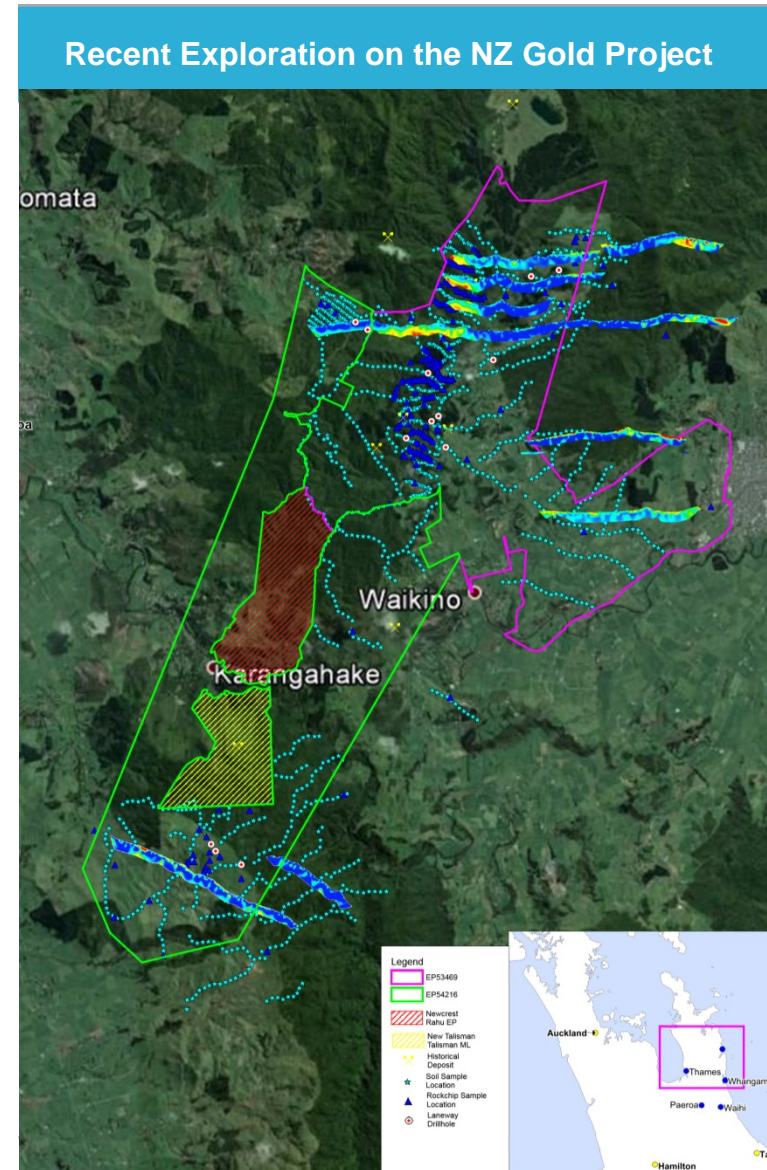 Recent Exploration on the NZ Gold Project
omata
Waikino
Karangahake
Legend
EP53469
EP54216
Newcrest
Rahu EP
New Talisman
Talisman ML
Historical
Deposit
Soil Sample
Location
Rockchip Sample
Location
Laneway
Drillhole
Auckland
Thames
Whangam
Paeroa
Waihi
Hamilton